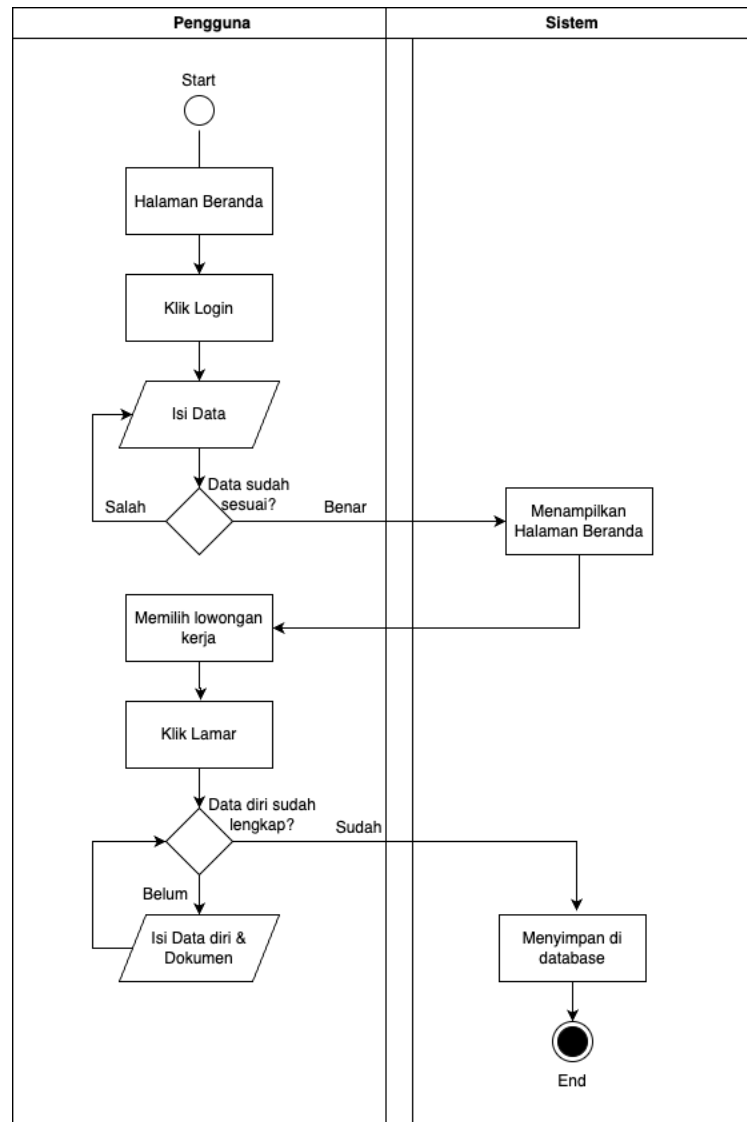 Pengguna
Sistem
Start
Halaman Beranda
Klik Login
Isi Data
Data sudah
sesuai?
Salah
Benar
Menampilkan
Halaman Beranda
Memilih lowongan
kerja
Klik Lamar
Data diri sudah
lengkap?
Sudah
Belum
Isi Data diri &
Dokumen
Menyimpan di
database
End